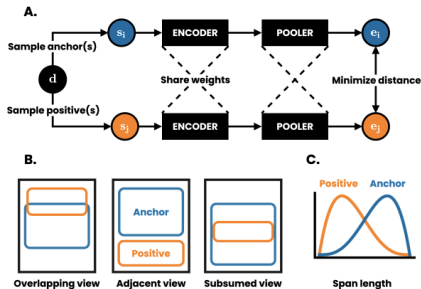 A.
Sample anchor(s)
s_i
ENCODER
POOLER
e_i
d
Share weights
Minimize distance
Sample positive(s)
s_j
ENCODER
POOLER
e_j
B.
Anchor
Positive
Overlapping view
Adjacent view
Subsumed view
C.
Positive
Anchor
Span length